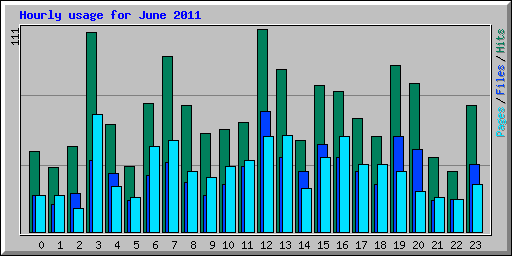 Hourly usage for June 2011
111
Pages / Files / Hits
0 1 2 3 4 5 6 7 8 9 10 11 12 13 14 15 16 17 18 19 20 21 22 23